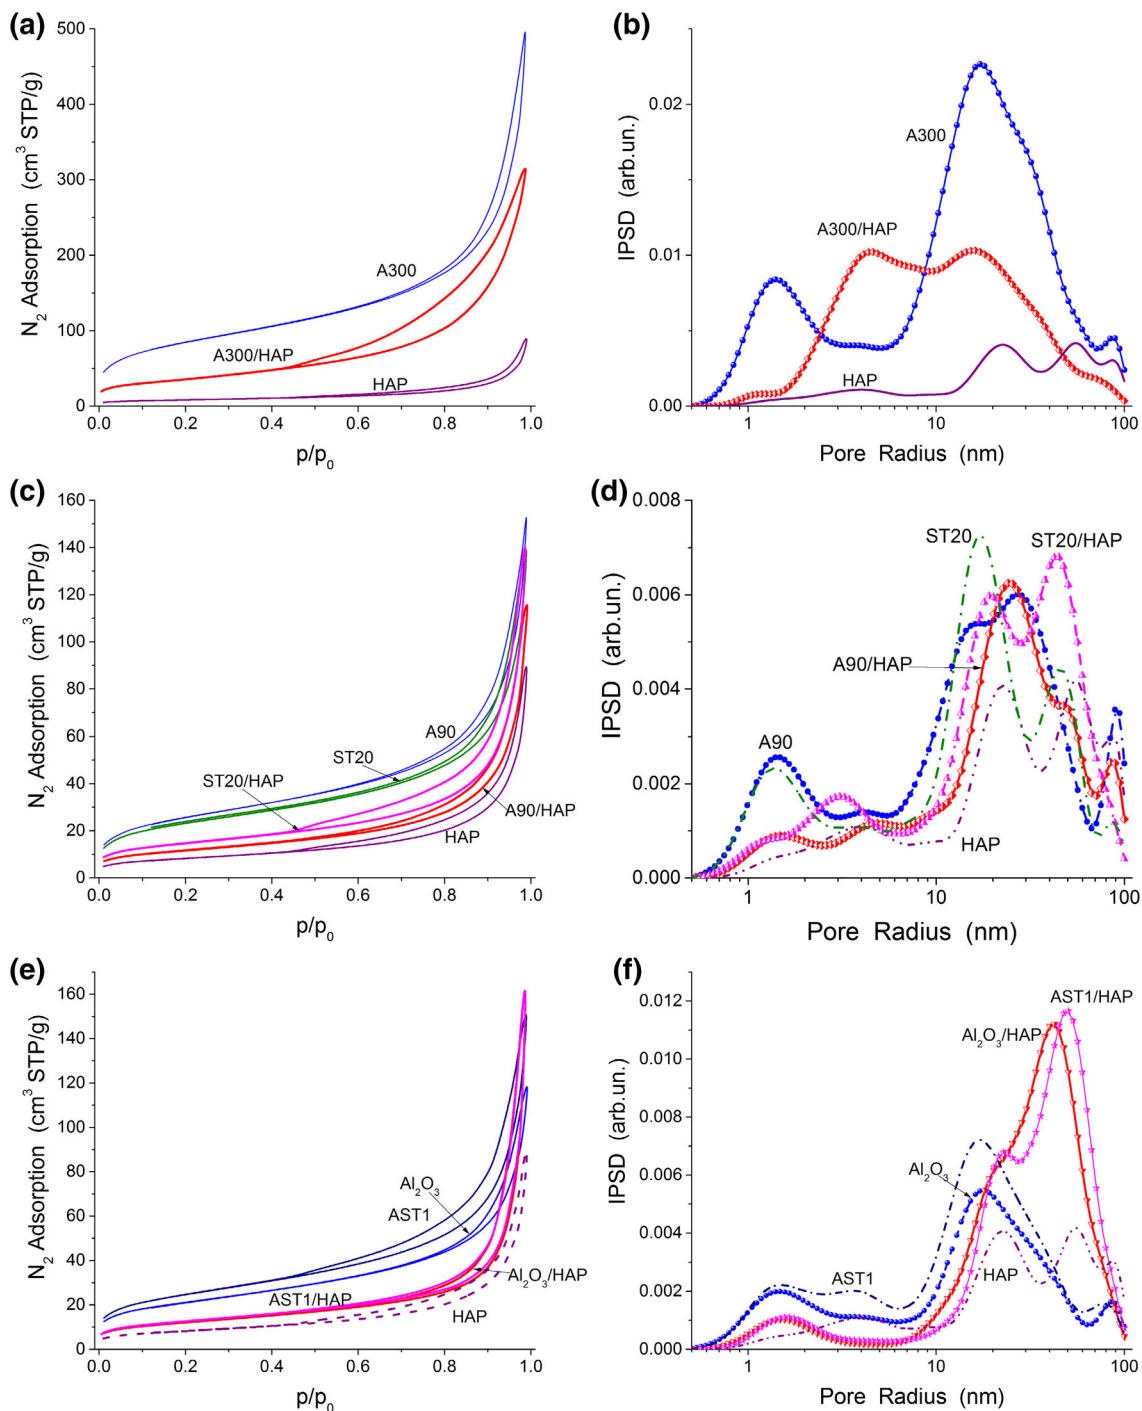 (a)
N₂ Adsorption (cm³ STP/g)
500
400
300
200
100
0
A300
A300/HAP
HAP
0.0 0.2 0.4 0.6 0.8 1.0
p/p₀
(b)
IPSD (arb.un.)
0.02
0.01
0.00
A300
A300/HAP
HAP
1 10 100
Pore Radius (nm)
(c)
N₂ Adsorption (cm³ STP/g)
160
140
120
100
80
60
40
20
0
A90
ST20
ST20/HAP
A90/HAP
HAP
0.0 0.2 0.4 0.6 0.8 1.0
p/p₀
(d)
IPSD (arb.un.)
0.008
0.006
0.004
0.002
0.000
ST20
ST20/HAP
A90/HAP
A90
HAP
1 10 100
Pore Radius (nm)
(e)
N₂ Adsorption (cm³ STP/g)
160
140
120
100
80
60
40
20
0
Al₂O₃
AST1
Al₂O₃/HAP
AST1/HAP
HAP
0.0 0.2 0.4 0.6 0.8 1.0
p/p₀
(f)
IPSD (arb.un.)
0.012
0.010
0.008
0.006
0.004
0.002
0.000
AST1/HAP
Al₂O₃/HAP
Al₂O₃
AST1
HAP
1 10 100
Pore Radius (nm)